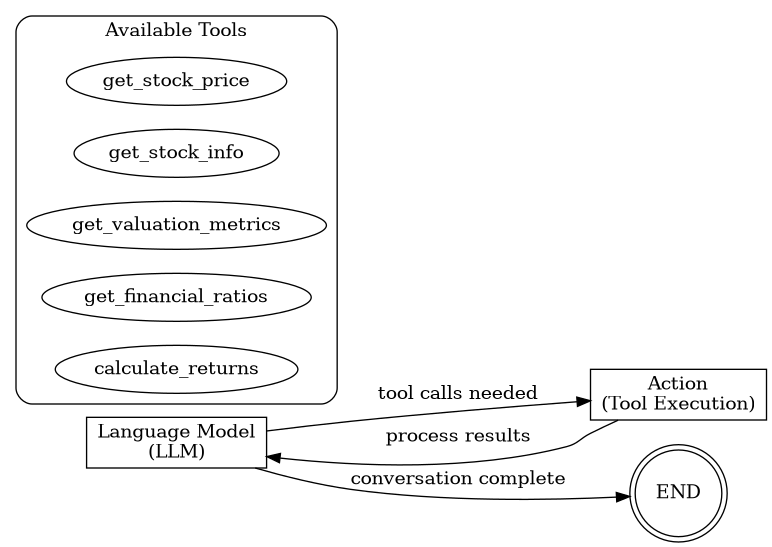 Available Tools
get_stock_price
get_stock_info
get_valuation_metrics
get_financial_ratios
calculate_returns
Language Model
(LLM)
tool calls needed
process results
conversation complete
Action
(Tool Execution)
END